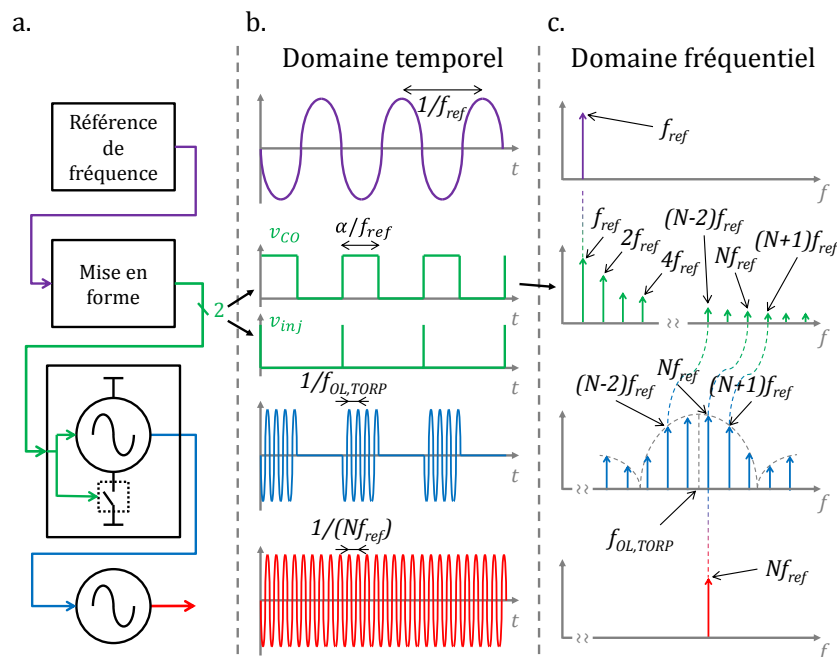 a.
Référence
de
fréquence
Mise en
forme
2
b.
Domaine temporel
1/f_ref
t
v_CO
α/f_ref
t
v_inj
t
1/f_OL,TORP
t
1/(Nf_ref)
t
c.
Domaine fréquentiel
f_ref
f
f_ref
2f_ref
4f_ref
(N-2)f_ref
Nf_ref
(N+1)f_ref
f
(N-2)f_ref
Nf_ref
(N+1)f_ref
f
f_OL,TORP
Nf_ref
f